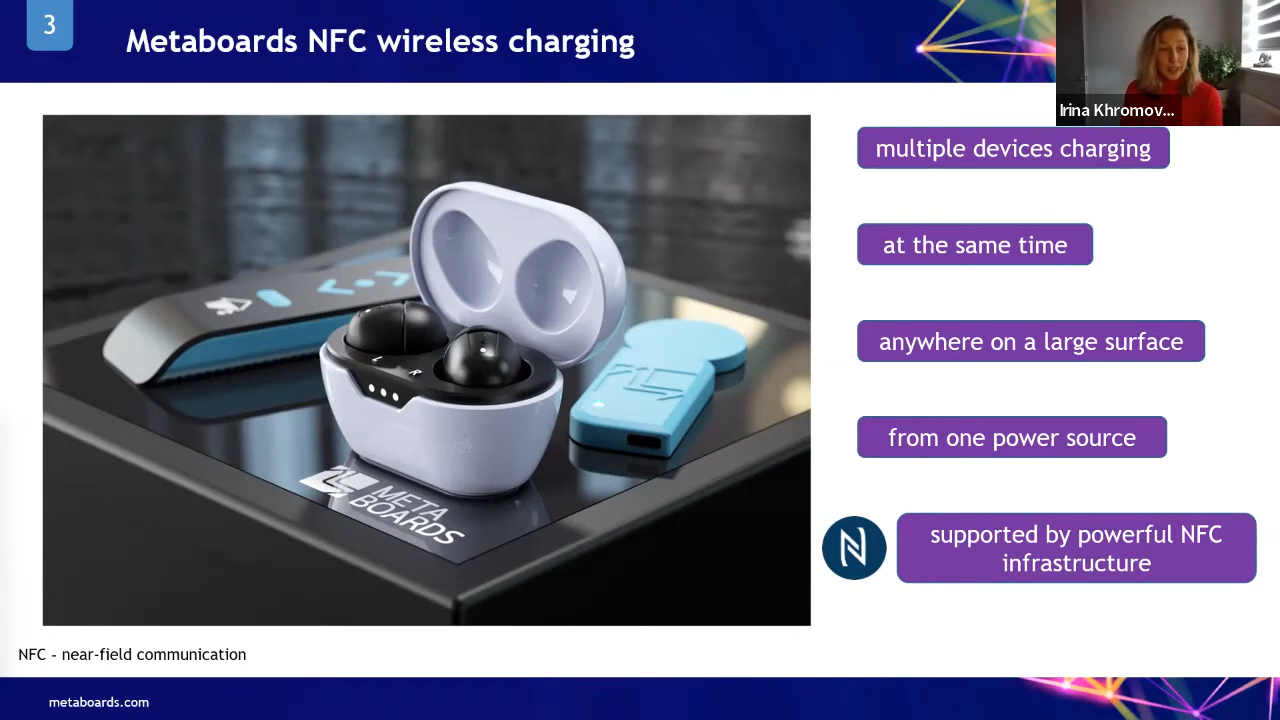 3
Metaboards NFC wireless charging
Irina Khromov...
multiple devices charging
at the same time
anywhere on a large surface
from one power source
supported by powerful NFC
infrastructure
L
R
META
BOARDS
NFC - near-field communication
metaboards.com